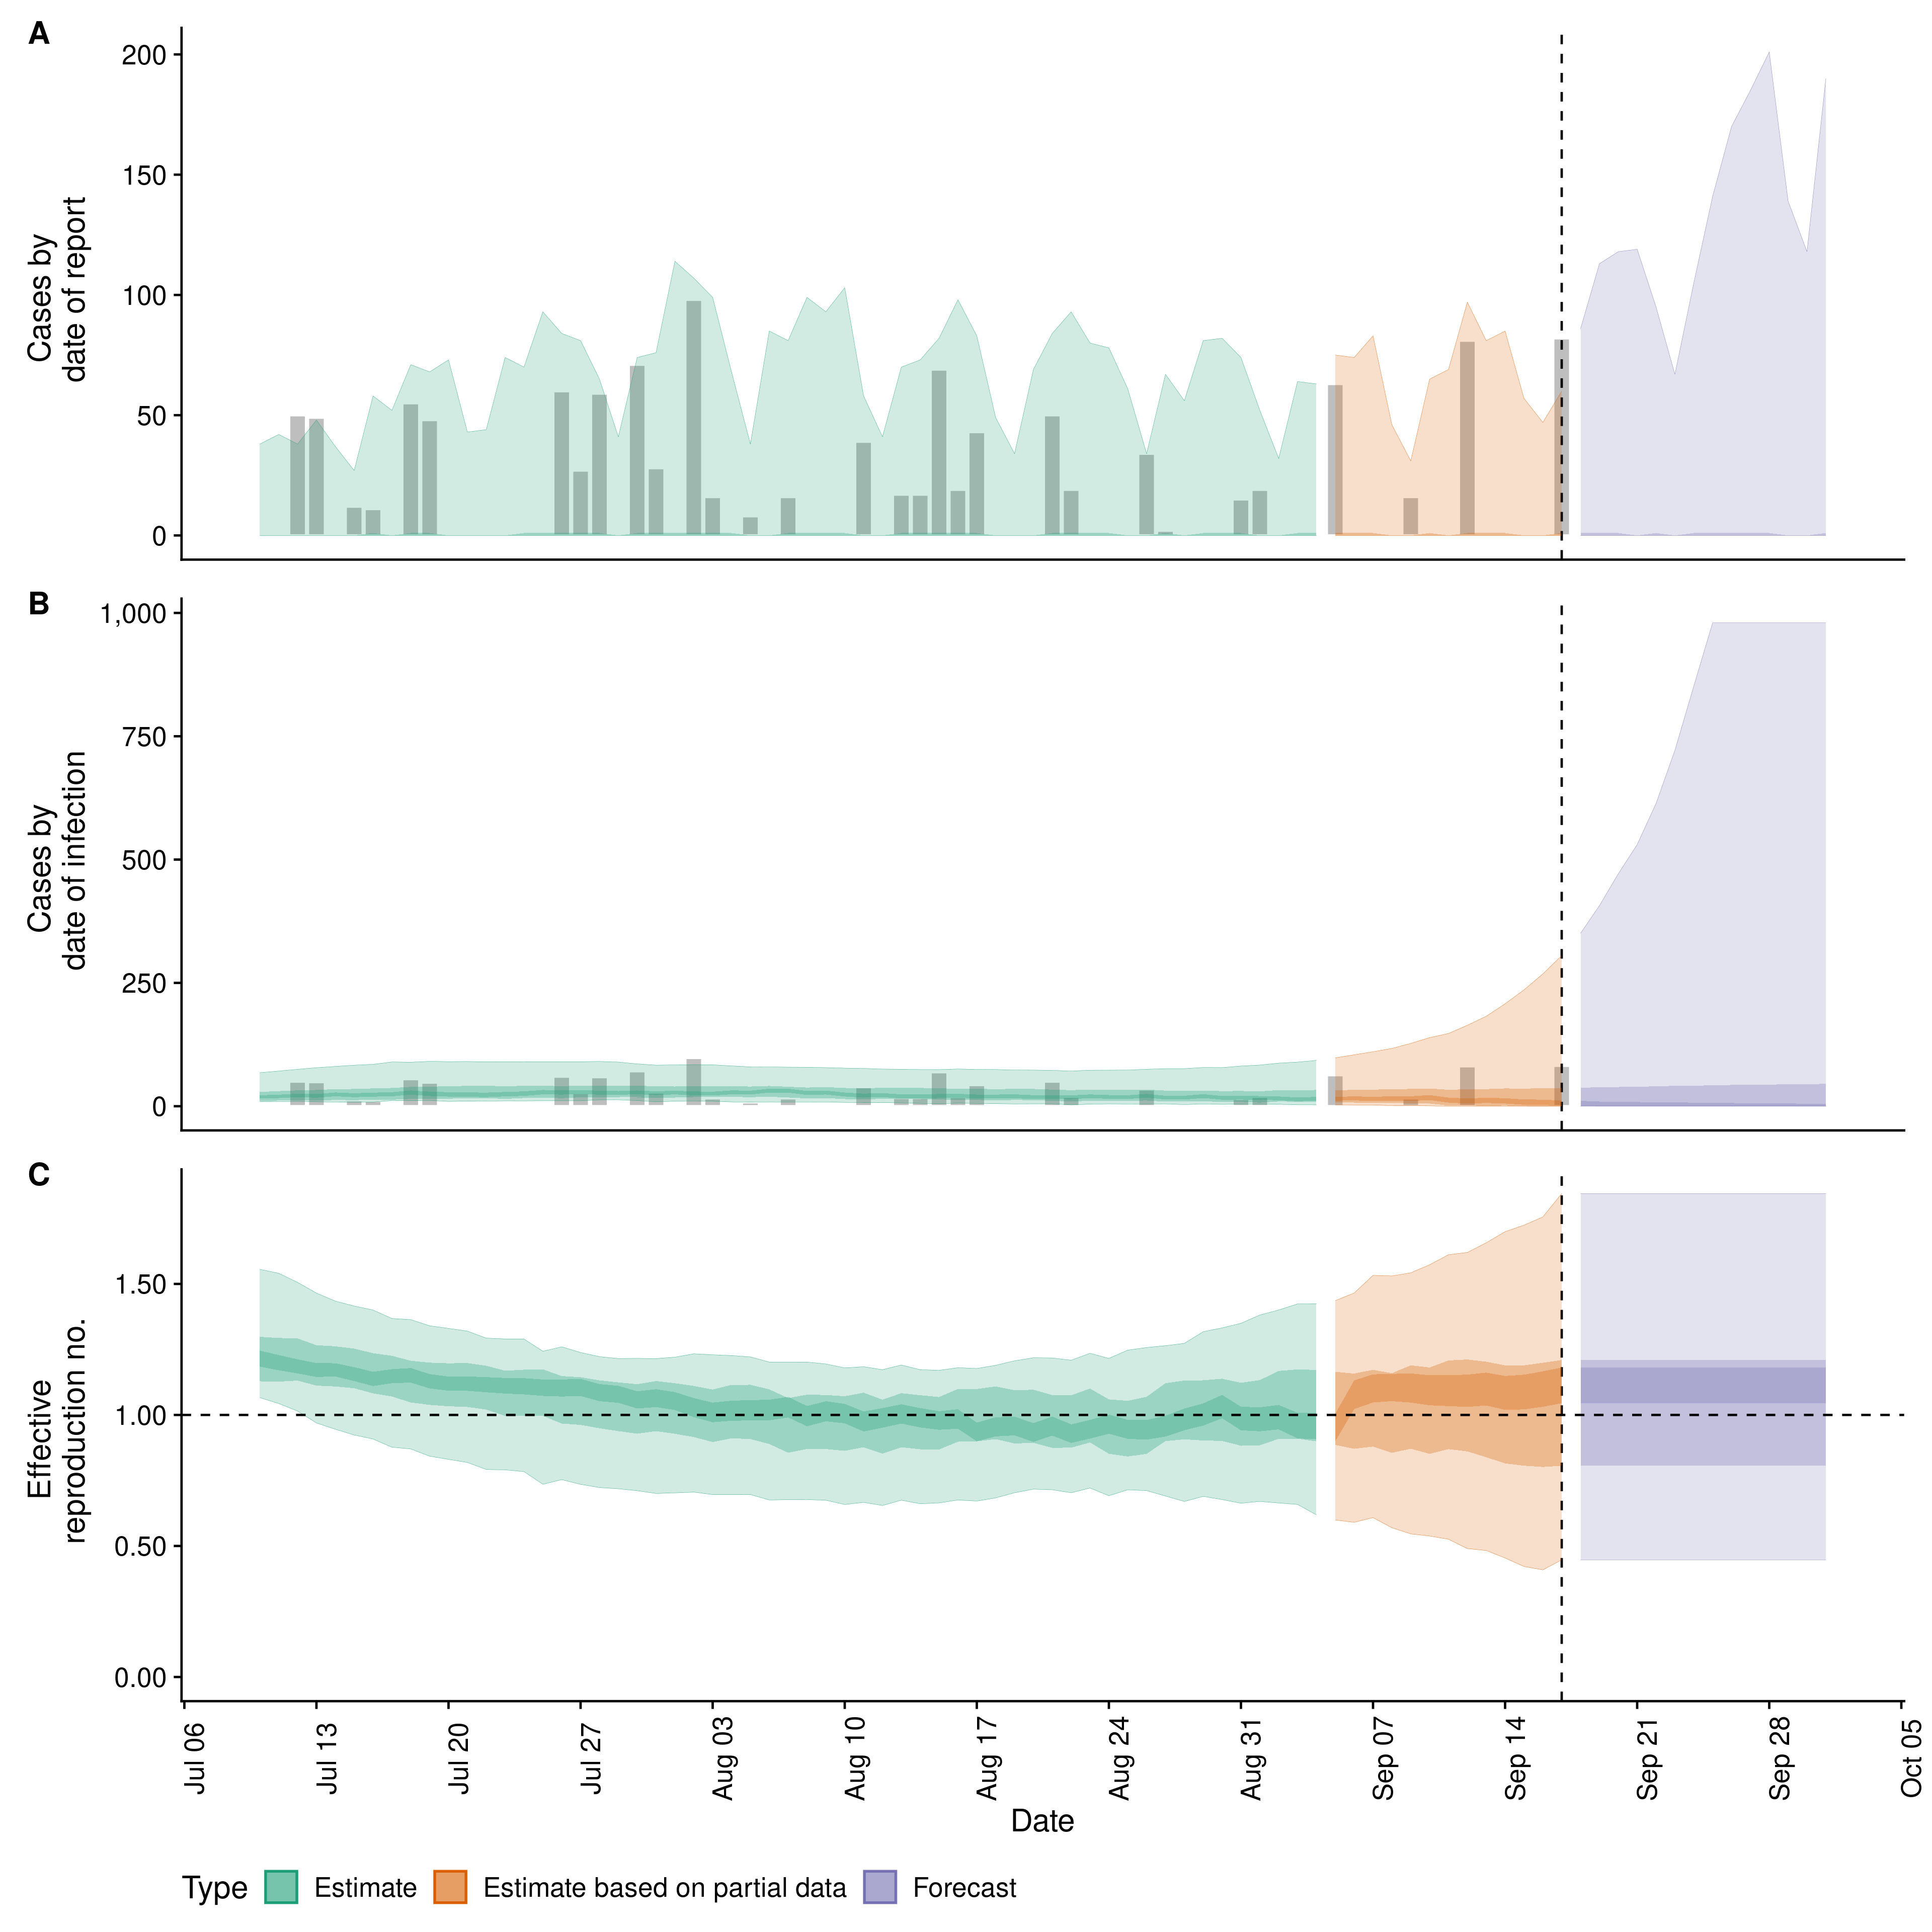 A
200
150
100
50
0
Cases by
date of report
B
1,000
750
500
250
0
Cases by
date of infection
C
1.50
1.00
0.50
0.00
Effective
reproduction no.
Jul 06
Jul 13
Jul 20
Jul 27
Aug 03
Aug 10
Aug 17
Aug 24
Aug 31
Sep 07
Sep 14
Sep 21
Sep 28
Oct 05
Date
Type Estimate Estimate based on partial data Forecast